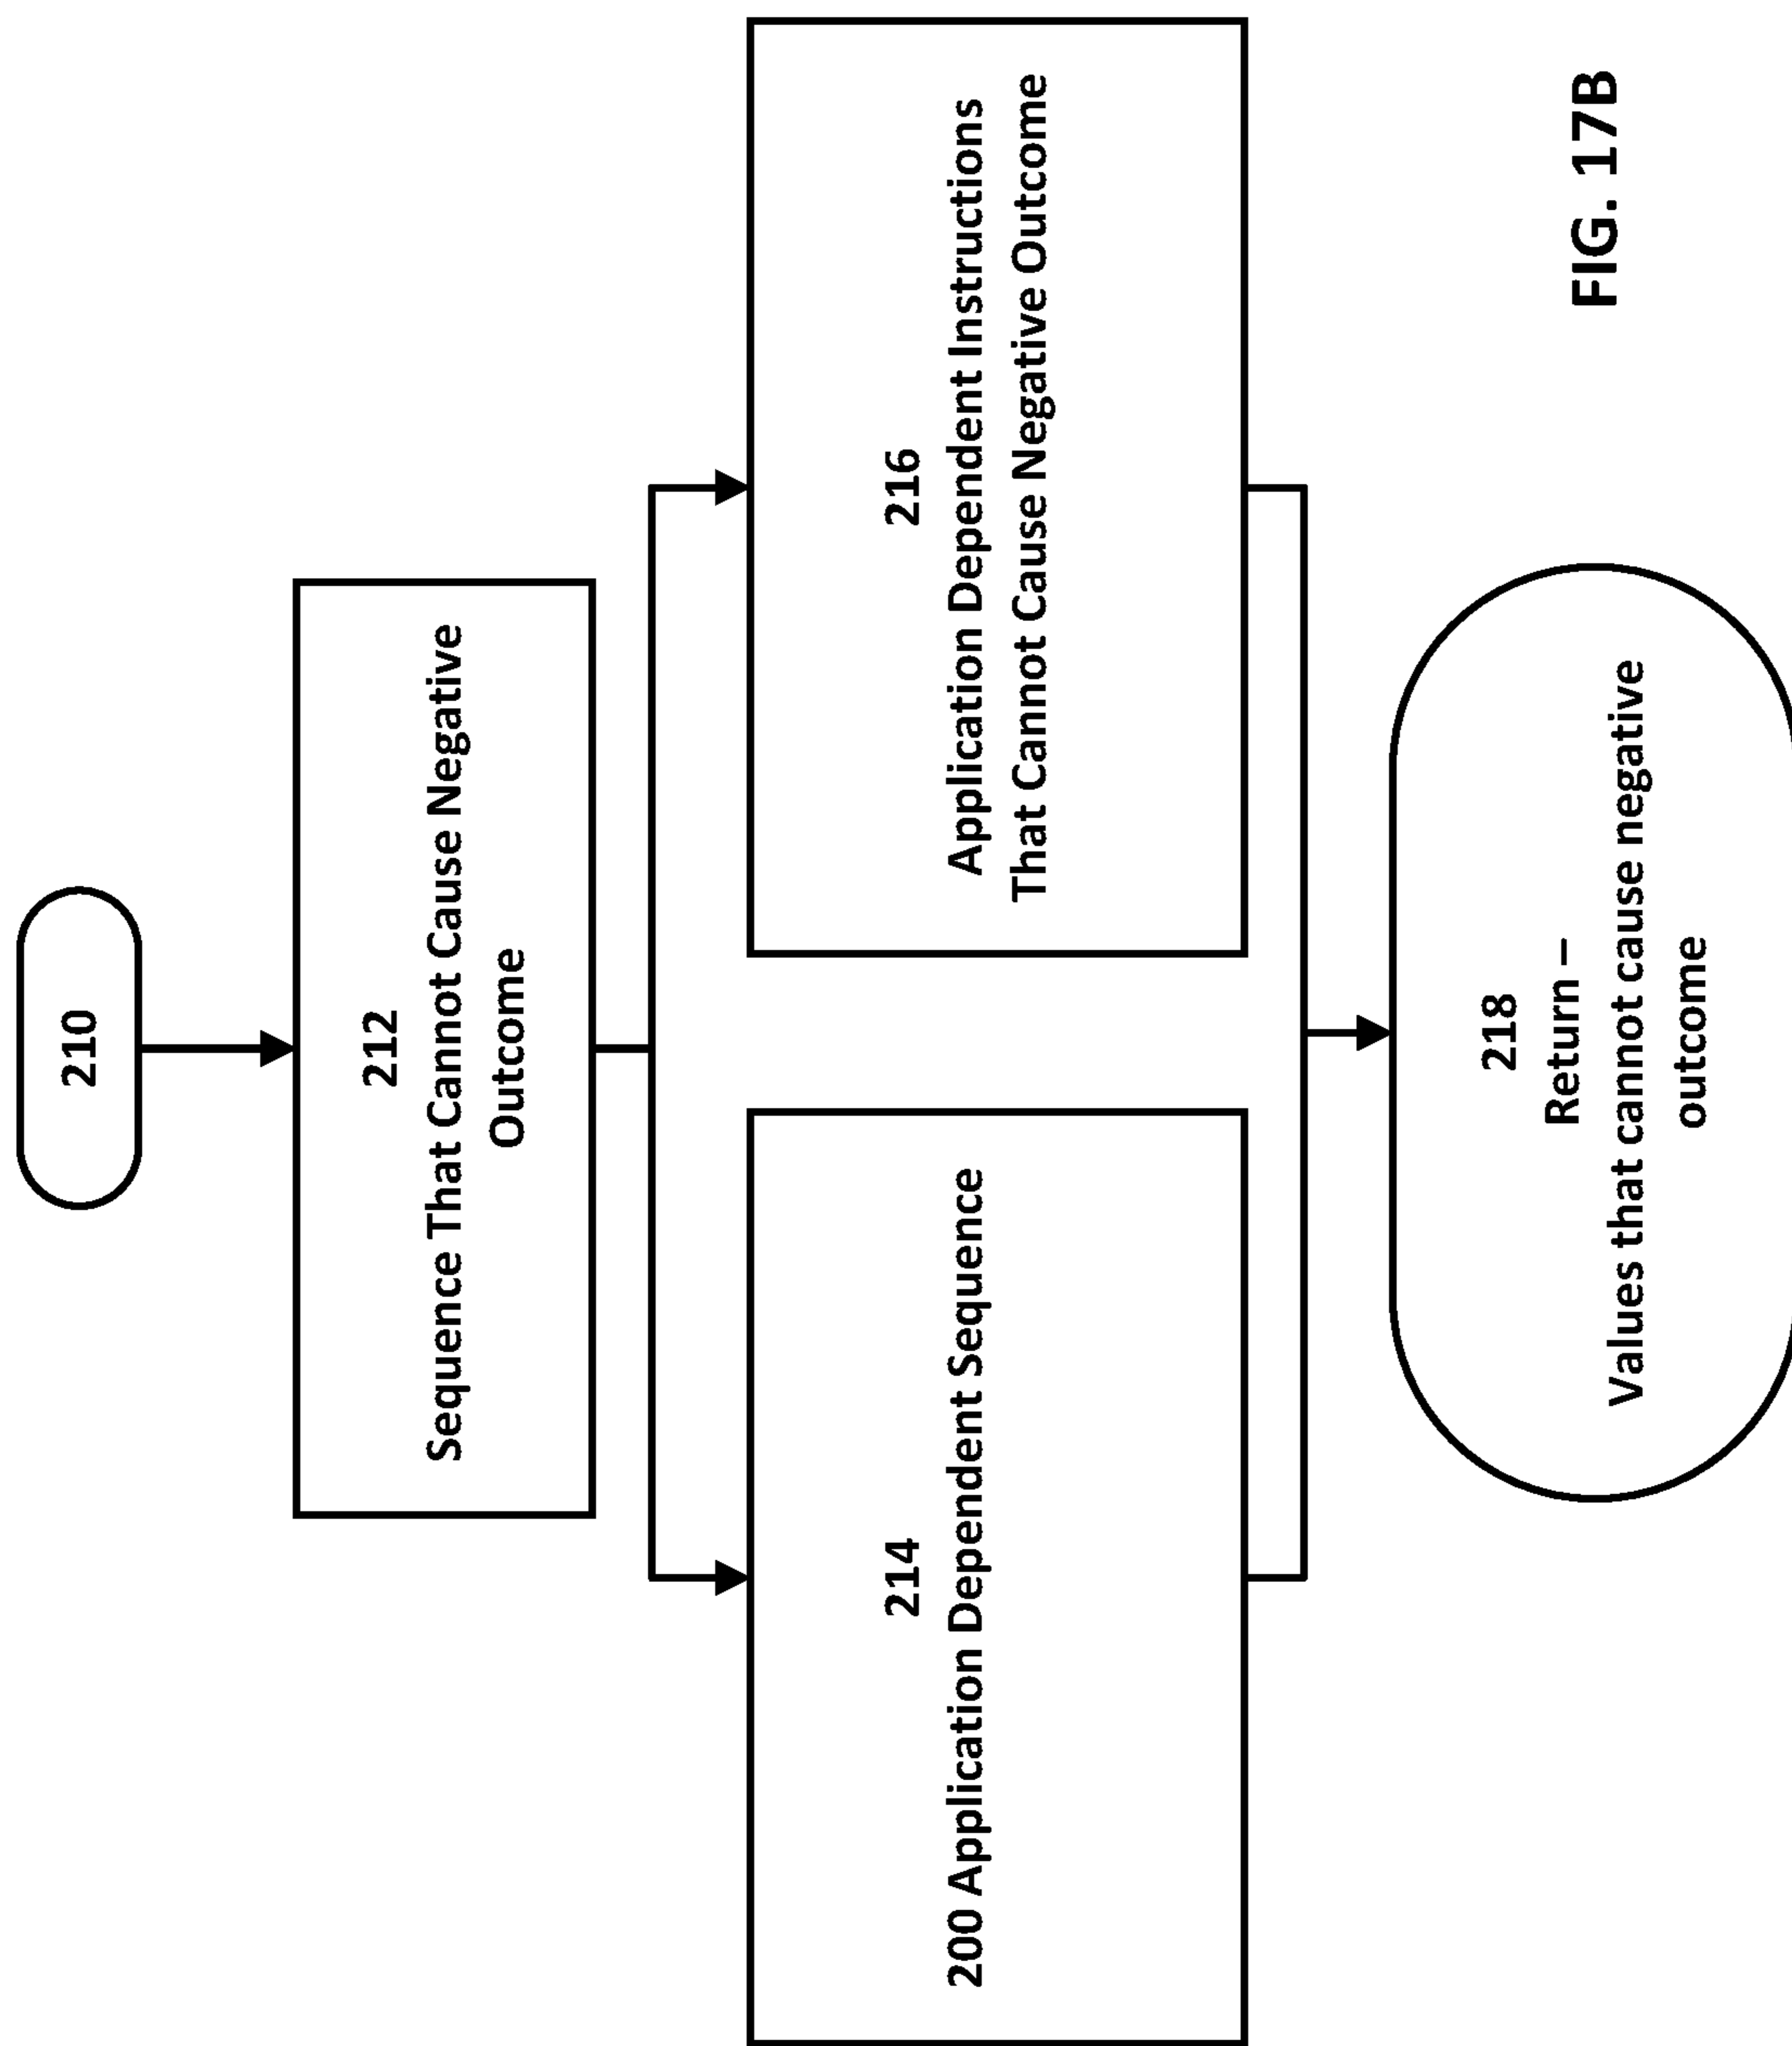 210
212
Sequence That Cannot Cause Negative
Outcome
214
200 Application Dependent Sequence
216
Application Dependent Instructions
That Cannot Cause Negative Outcome
218
Return –
Values that cannot cause negative
outcome
FIG. 17B